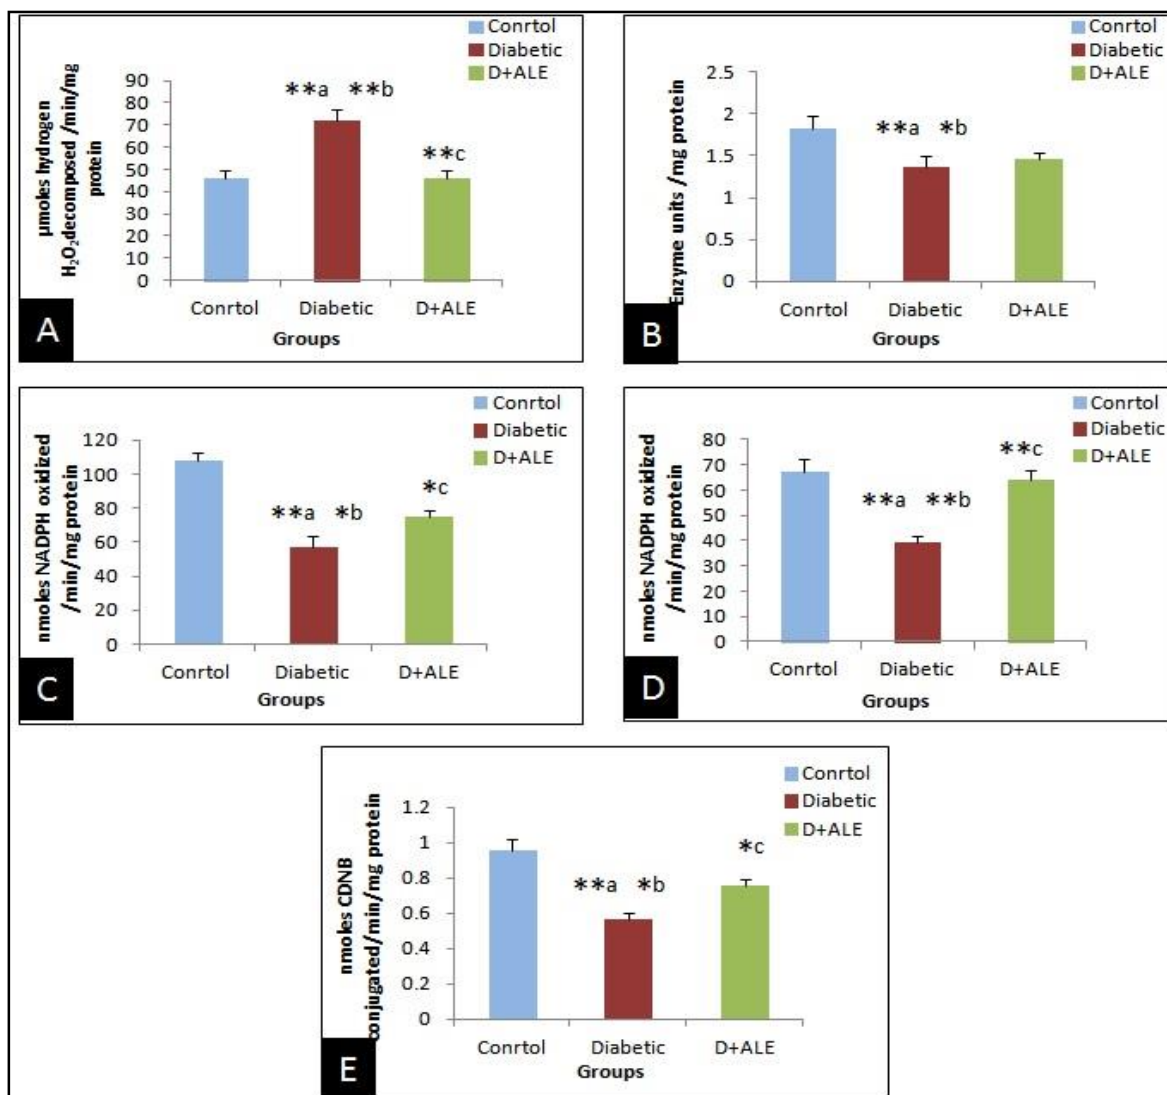 Conrtol
Diabetic
D+ALE
µmoles hydrogen
H₂O₂decomposed /min/mg
protein
90
80
70
60
50
40
30
20
10
0
**a **b
**c
Conrtol Diabetic D+ALE
Groups
A
Conrtol
Diabetic
D+ALE
Enzyme units /mg protein
2.5
2
1.5
1
0.5
0
**a *b
Conrtol Diabetic D+ALE
Groups
B
Conrtol
Diabetic
D+ALE
nmoles NADPH oxidized
/min/mg protein
120
100
80
60
40
20
0
**a *b
*c
Conrtol Diabetic D+ALE
Groups
C
Conrtol
Diabetic
D+ALE
nmoles NADPH oxidized
/min/mg protein
80
70
60
50
40
30
20
10
0
**a **b
**c
Conrtol Diabetic D+ALE
Groups
D
Conrtol
Diabetic
D+ALE
nmoles CDNB
conjugated/min/mg protein
1.2
1
0.8
0.6
0.4
0.2
0
**a *b
*c
Conrtol Diabetic D+ALE
Groups
E